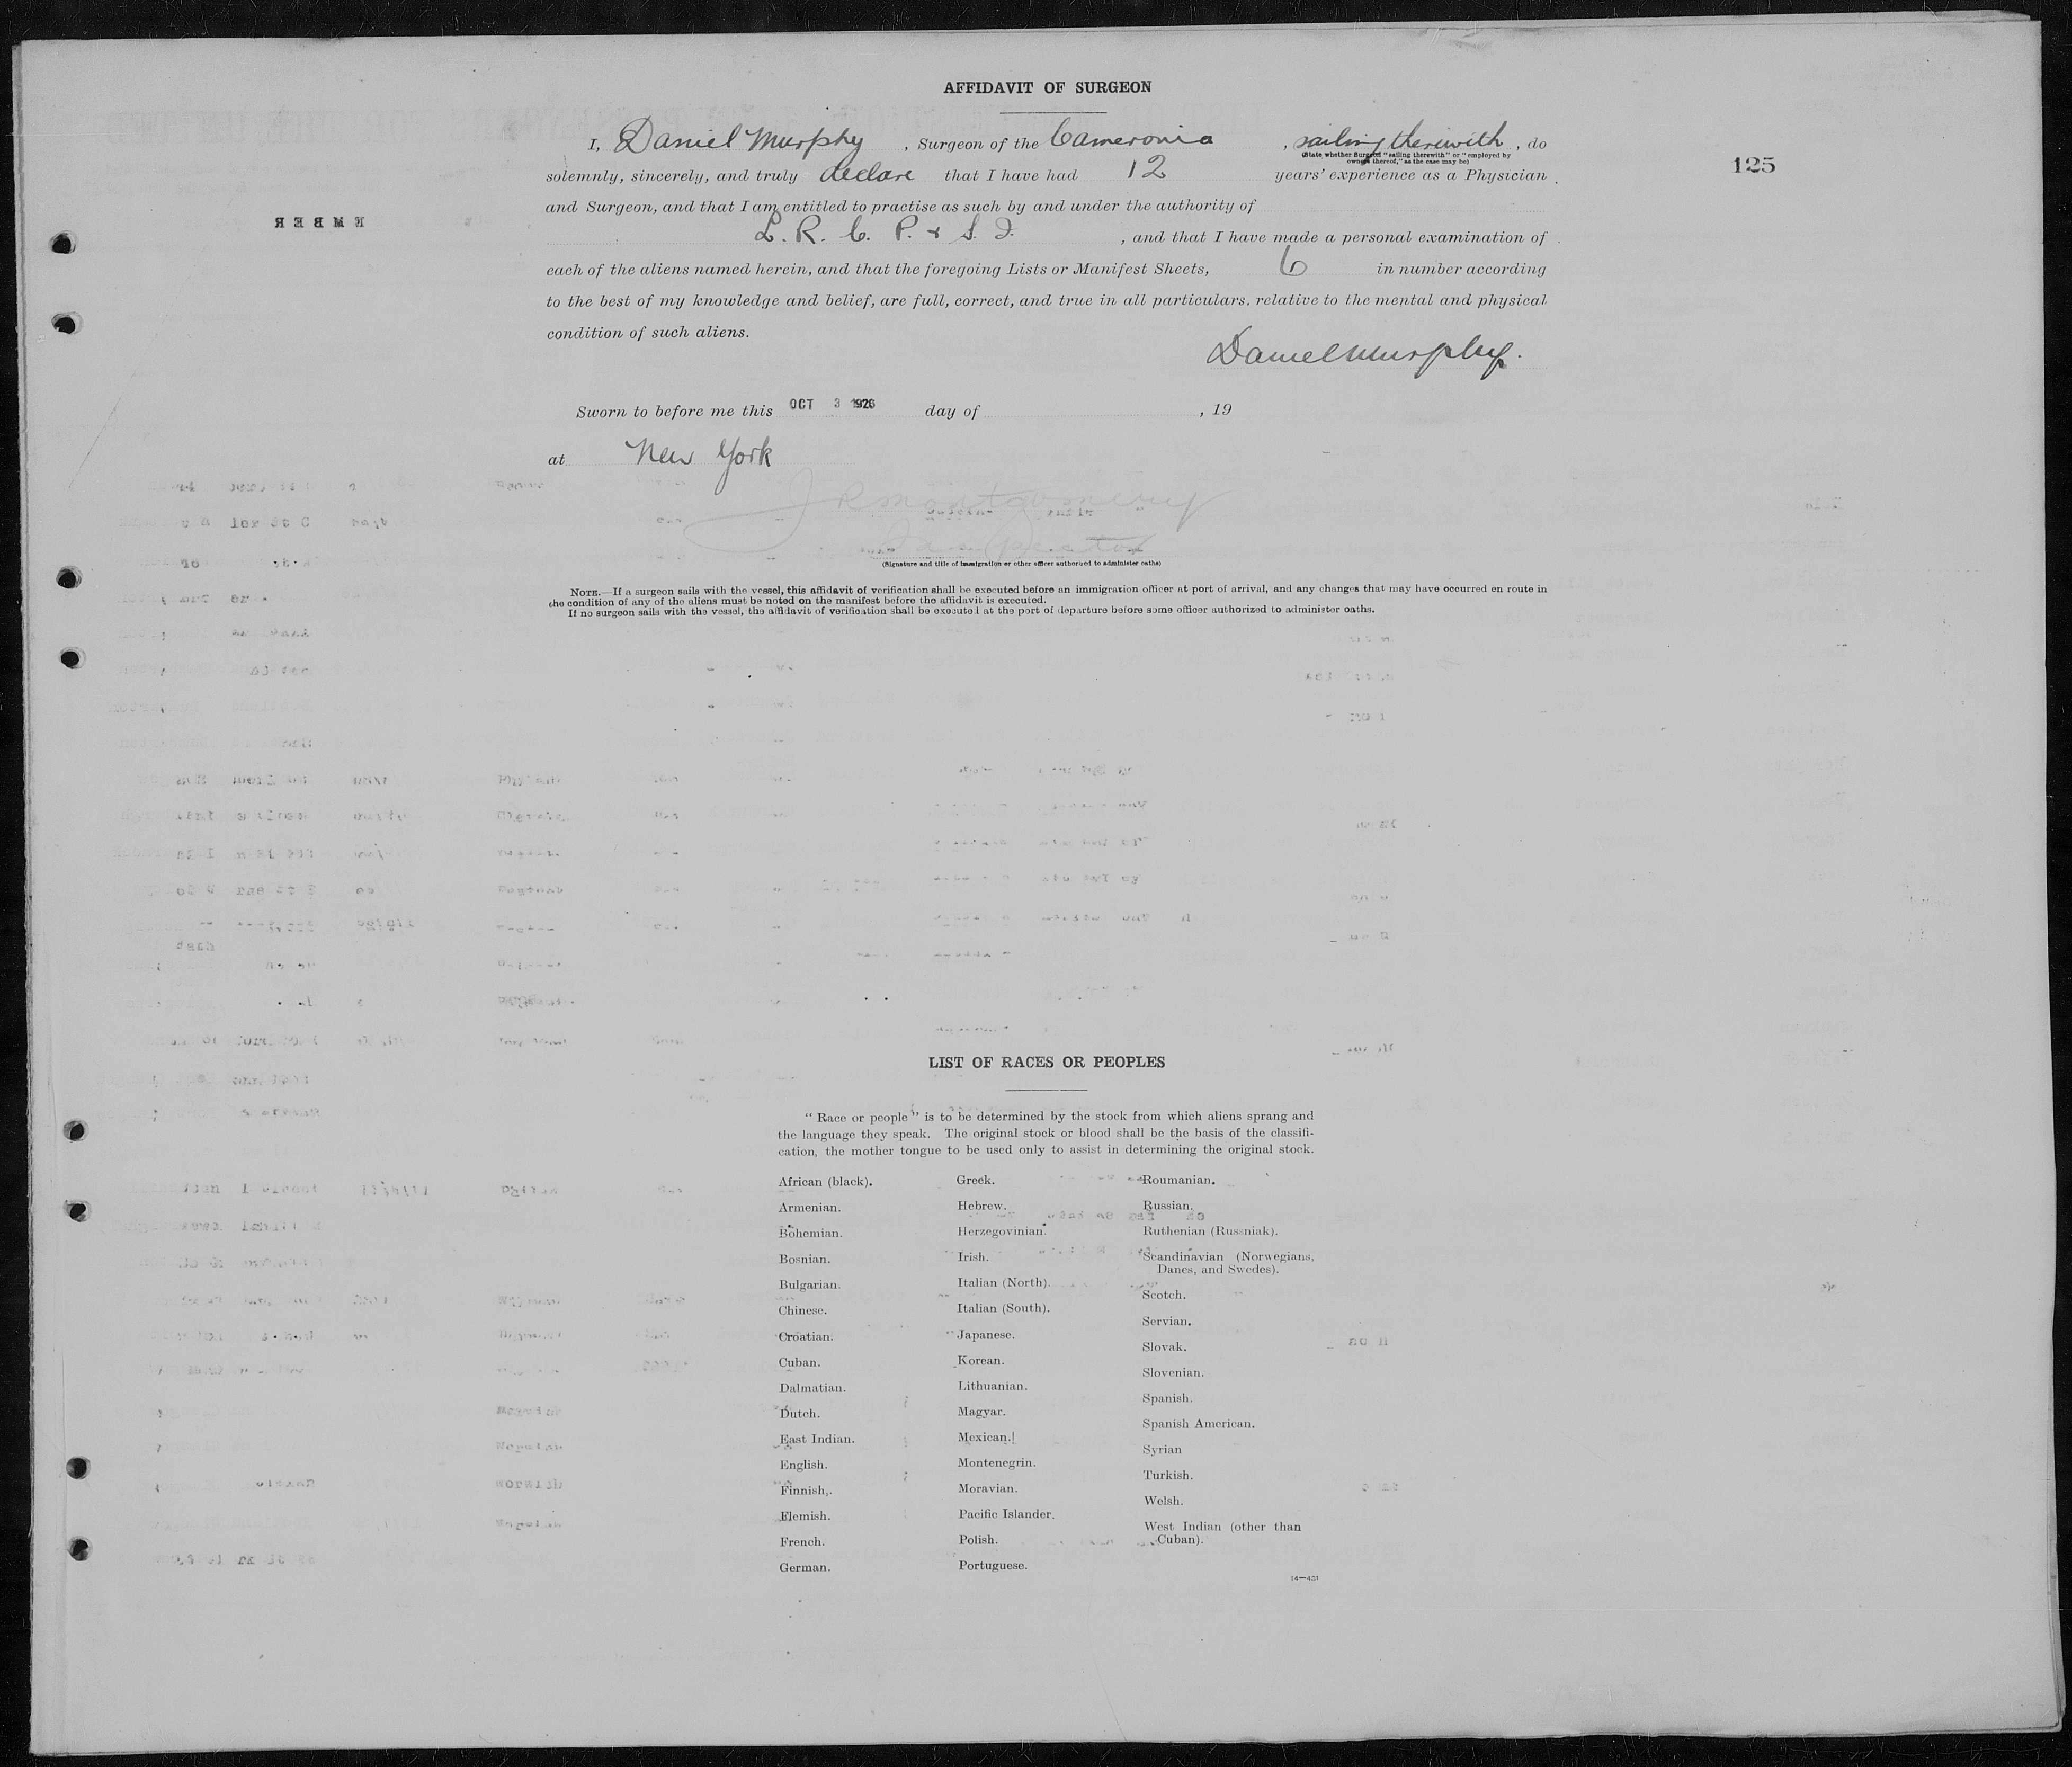 AFFIDAVIT OF SURGEON
I, Daniel Murphy , Surgeon of the Cameronia , sailing therewith , do
(State whether Surgeon "sailing therewith" or "employed by
owners thereof," as the case may be)
125
solemnly, sincerely, and truly declare that I have had 12 years' experience as a Physician
and Surgeon, and that I am entitled to practise as such by and under the authority of
L. R. C. P. & S. I. , and that I have made a personal examination of
each of the aliens named herein, and that the foregoing Lists or Manifest Sheets, 6 in number according
to the best of my knowledge and belief, are full, correct, and true in all particulars. relative to the mental and physical
condition of such aliens.
Daniel Murphy.
Sworn to before me this OCT 3 1926 day of , 19
at New York
J R Montgomery
Inspector
(Signature and title of immigration or other officer authorized to administer oaths)
NOTE.—If a surgeon sails with the vessel, this affidavit of verification shall be executed before an immigration officer at port of arrival, and any changes that may have occurred en route in
the condition of any of the aliens must be noted on the manifest before the affidavit is executed.
If no surgeon sails with the vessel, the affidavit of verification shall be executed at the port of departure before some officer authorized to administer oaths.
LIST OF RACES OR PEOPLES
"Race or people" is to be determined by the stock from which aliens sprang and
the language they speak. The original stock or blood shall be the basis of the classifi-
cation, the mother tongue to be used only to assist in determining the original stock.
African (black).
Armenian.
Bohemian.
Bosnian.
Bulgarian.
Chinese.
Croatian.
Cuban.
Dalmatian.
Dutch.
East Indian.
English.
Finnish.
Flemish.
French.
German.
Greek.
Hebrew.
Herzegovinian.
Irish.
Italian (North).
Italian (South).
Japanese.
Korean.
Lithuanian.
Magyar.
Mexican.
Montenegrin.
Moravian.
Pacific Islander.
Polish.
Portuguese.
Roumanian.
Russian.
Ruthenian (Russniak).
Scandinavian (Norwegians,
Danes, and Swedes).
Scotch.
Servian.
Slovak.
Slovenian.
Spanish.
Spanish American.
Syrian
Turkish.
Welsh.
West Indian (other than
Cuban).
14—421